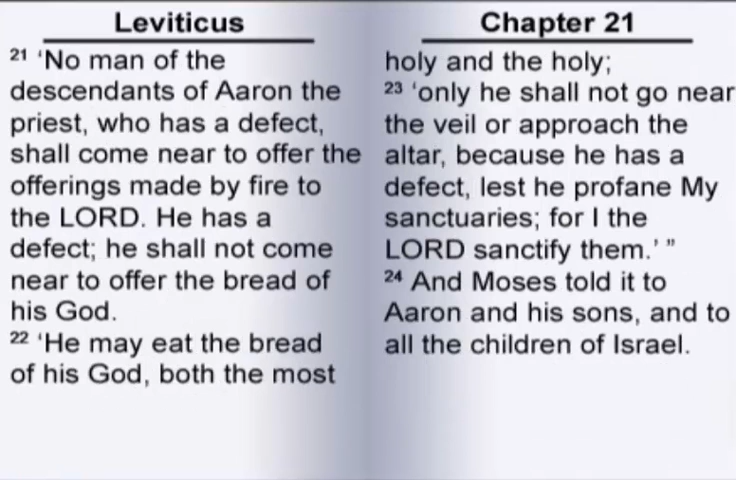 Leviticus
21 ‘No man of the
descendants of Aaron the
priest, who has a defect,
shall come near to offer the
offerings made by fire to
the LORD. He has a
defect; he shall not come
near to offer the bread of
his God.
22 ‘He may eat the bread
of his God, both the most
Chapter 21
holy and the holy;
23 ‘only he shall not go near
the veil or approach the
altar, because he has a
defect, lest he profane My
sanctuaries; for I the
LORD sanctify them.’ ”
24 And Moses told it to
Aaron and his sons, and to
all the children of Israel.